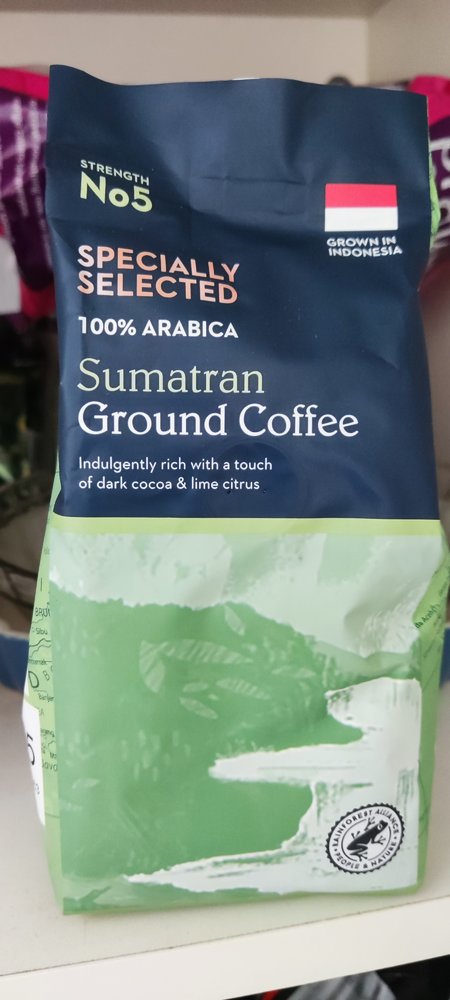 STRENGTH
No5
GROWN IN
INDONESIA
SPECIALLY
SELECTED
100% ARABICA
Sumatran
Ground Coffee
Indulgently rich with a touch
of dark cocoa & lime citrus
RAINFOREST ALLIANCE
PEOPLE & NATURE